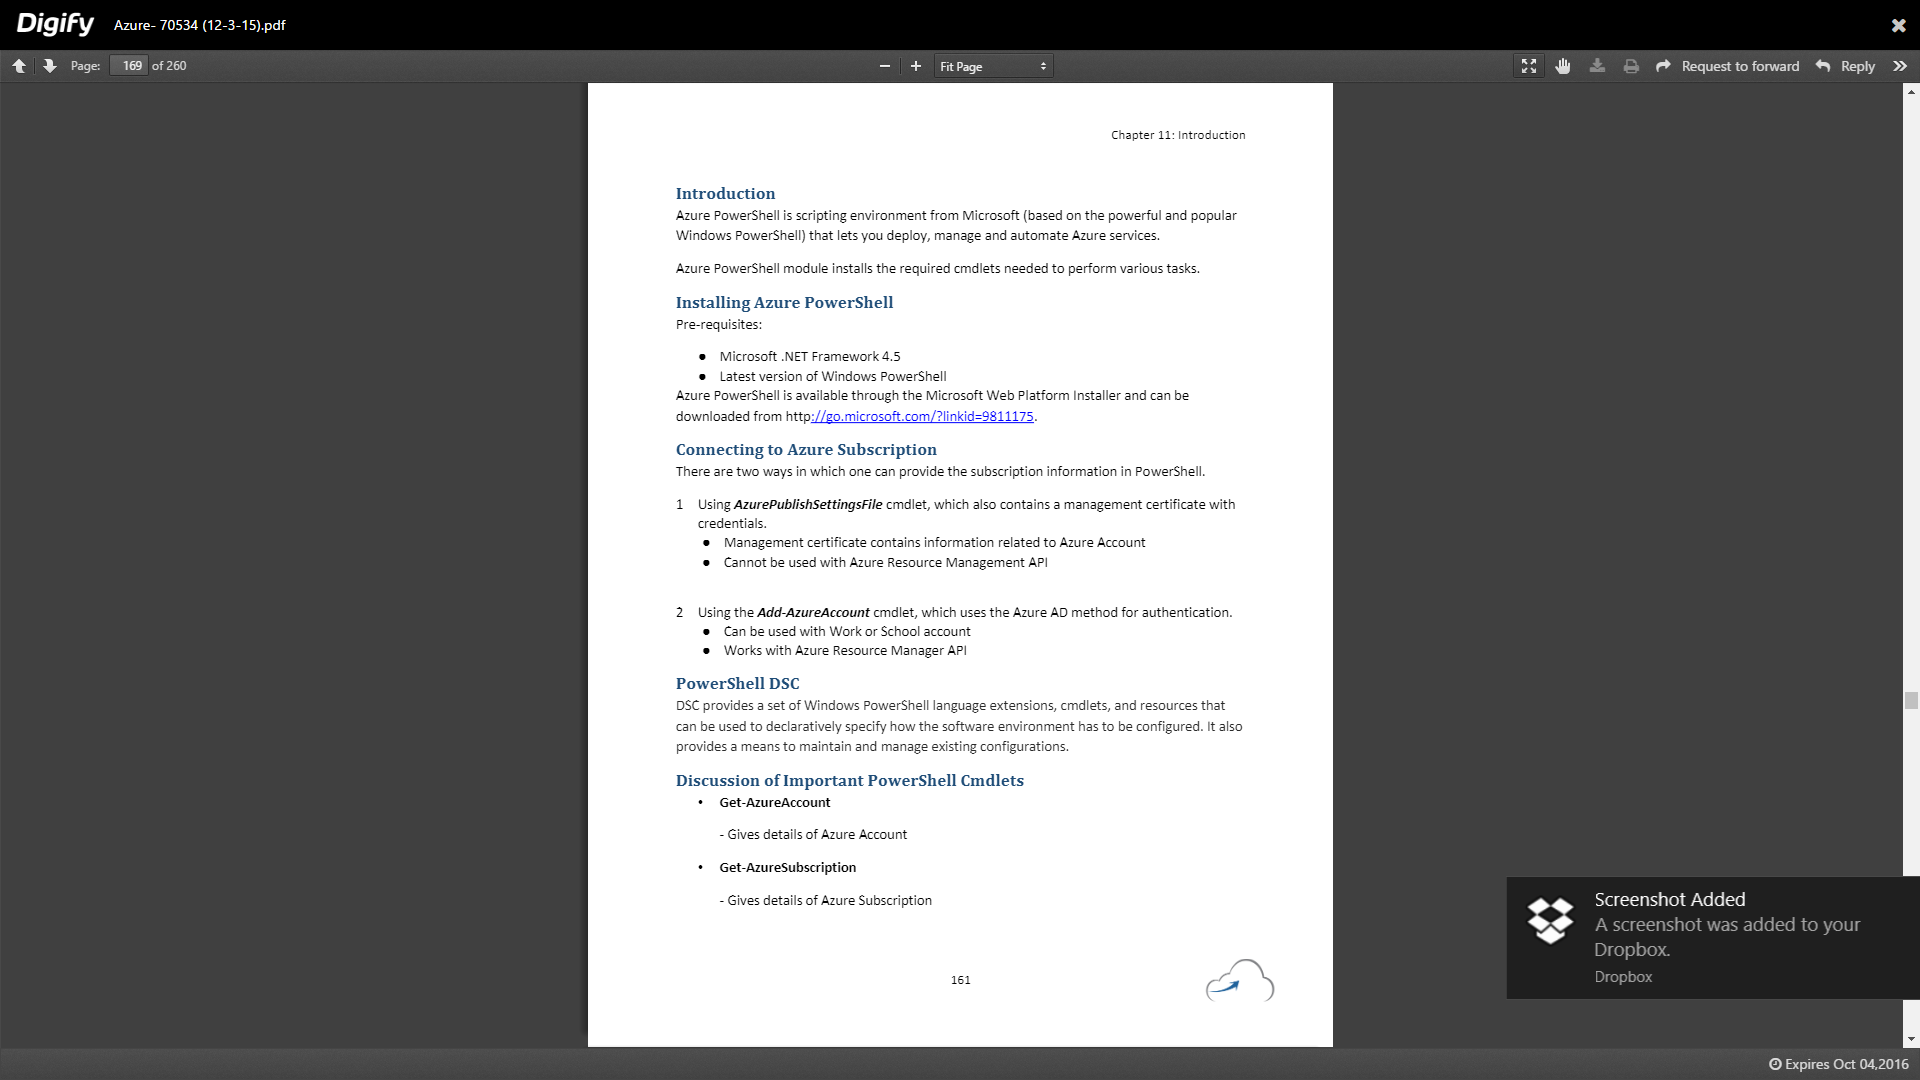 Digify Azure- 70534 (12-3-15).pdf
Page: 169 of 260 Fit Page Request to forward Reply
Chapter 11: Introduction
Introduction
Azure PowerShell is scripting environment from Microsoft (based on the powerful and popular
Windows PowerShell) that lets you deploy, manage and automate Azure services.
Azure PowerShell module installs the required cmdlets needed to perform various tasks.
Installing Azure PowerShell
Pre-requisites:
● Microsoft .NET Framework 4.5
● Latest version of Windows PowerShell
Azure PowerShell is available through the Microsoft Web Platform Installer and can be
downloaded from http://go.microsoft.com/?linkid=9811175.
Connecting to Azure Subscription
There are two ways in which one can provide the subscription information in PowerShell.
1 Using AzurePublishSettingsFile cmdlet, which also contains a management certificate with
credentials.
● Management certificate contains information related to Azure Account
● Cannot be used with Azure Resource Management API
2 Using the Add-AzureAccount cmdlet, which uses the Azure AD method for authentication.
● Can be used with Work or School account
● Works with Azure Resource Manager API
PowerShell DSC
DSC provides a set of Windows PowerShell language extensions, cmdlets, and resources that
can be used to declaratively specify how the software environment has to be configured. It also
provides a means to maintain and manage existing configurations.
Discussion of Important PowerShell Cmdlets
• Get-AzureAccount
- Gives details of Azure Account
• Get-AzureSubscription
- Gives details of Azure Subscription
161
Screenshot Added
A screenshot was added to your
Dropbox.
Dropbox
Expires Oct 04,2016